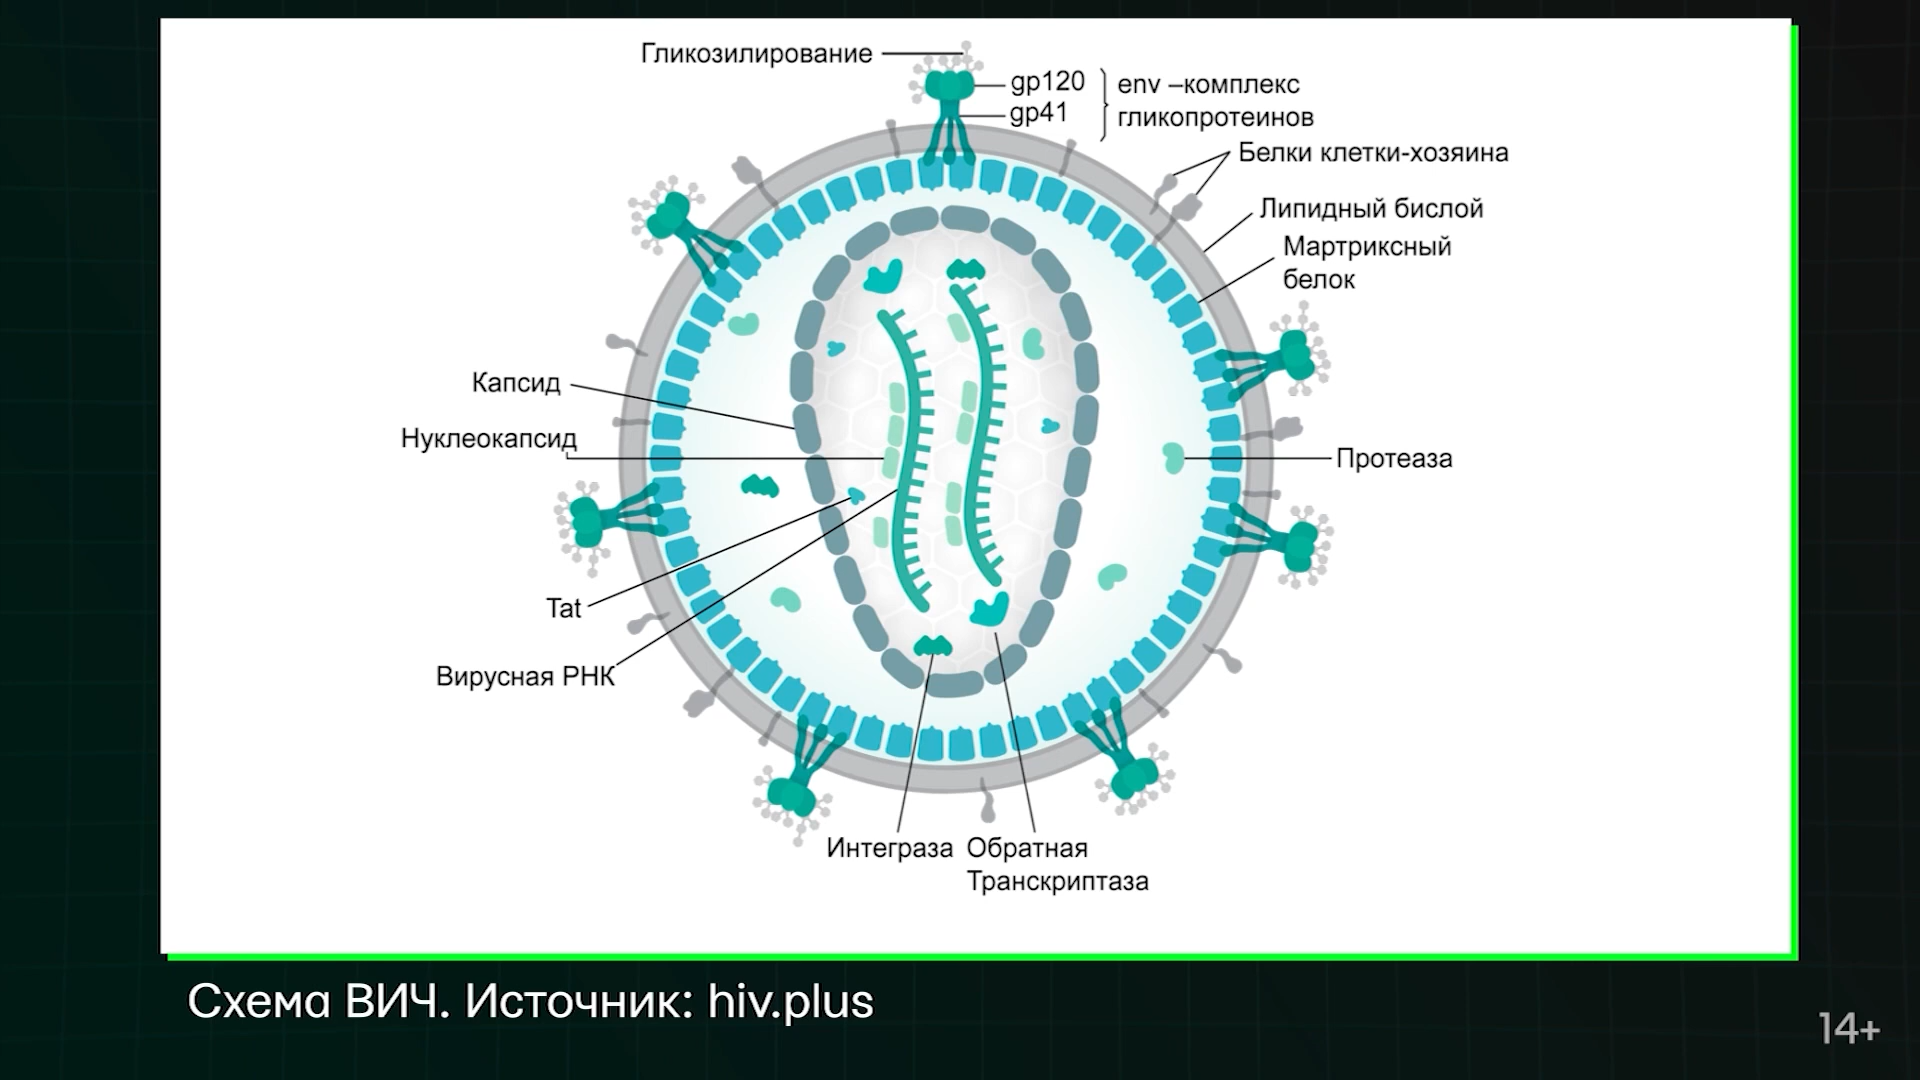 Гликозилирование
gp120
gp41
env –комплекс
гликопротеинов
Белки клетки-хозяина
Липидный бислой
Мартриксный
белок
Капсид
Нуклеокапсид
Протеаза
Tat
Вирусная РНК
Интеграза
Обратная
Транскриптаза
Схема ВИЧ. Источник: hiv.plus
14+